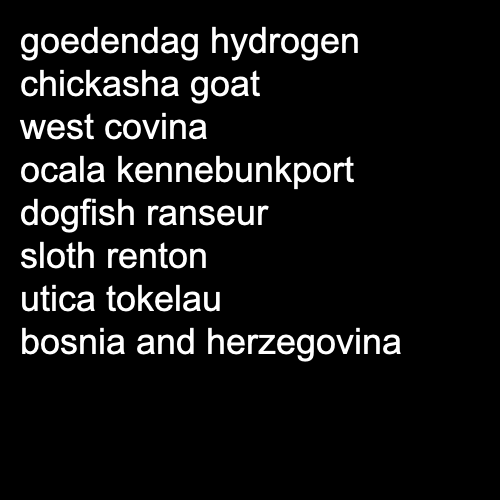 goedendag hydrogen
chickasha goat
west covina
ocala kennebunkport
dogfish ranseur
sloth renton
utica tokelau
bosnia and herzegovina